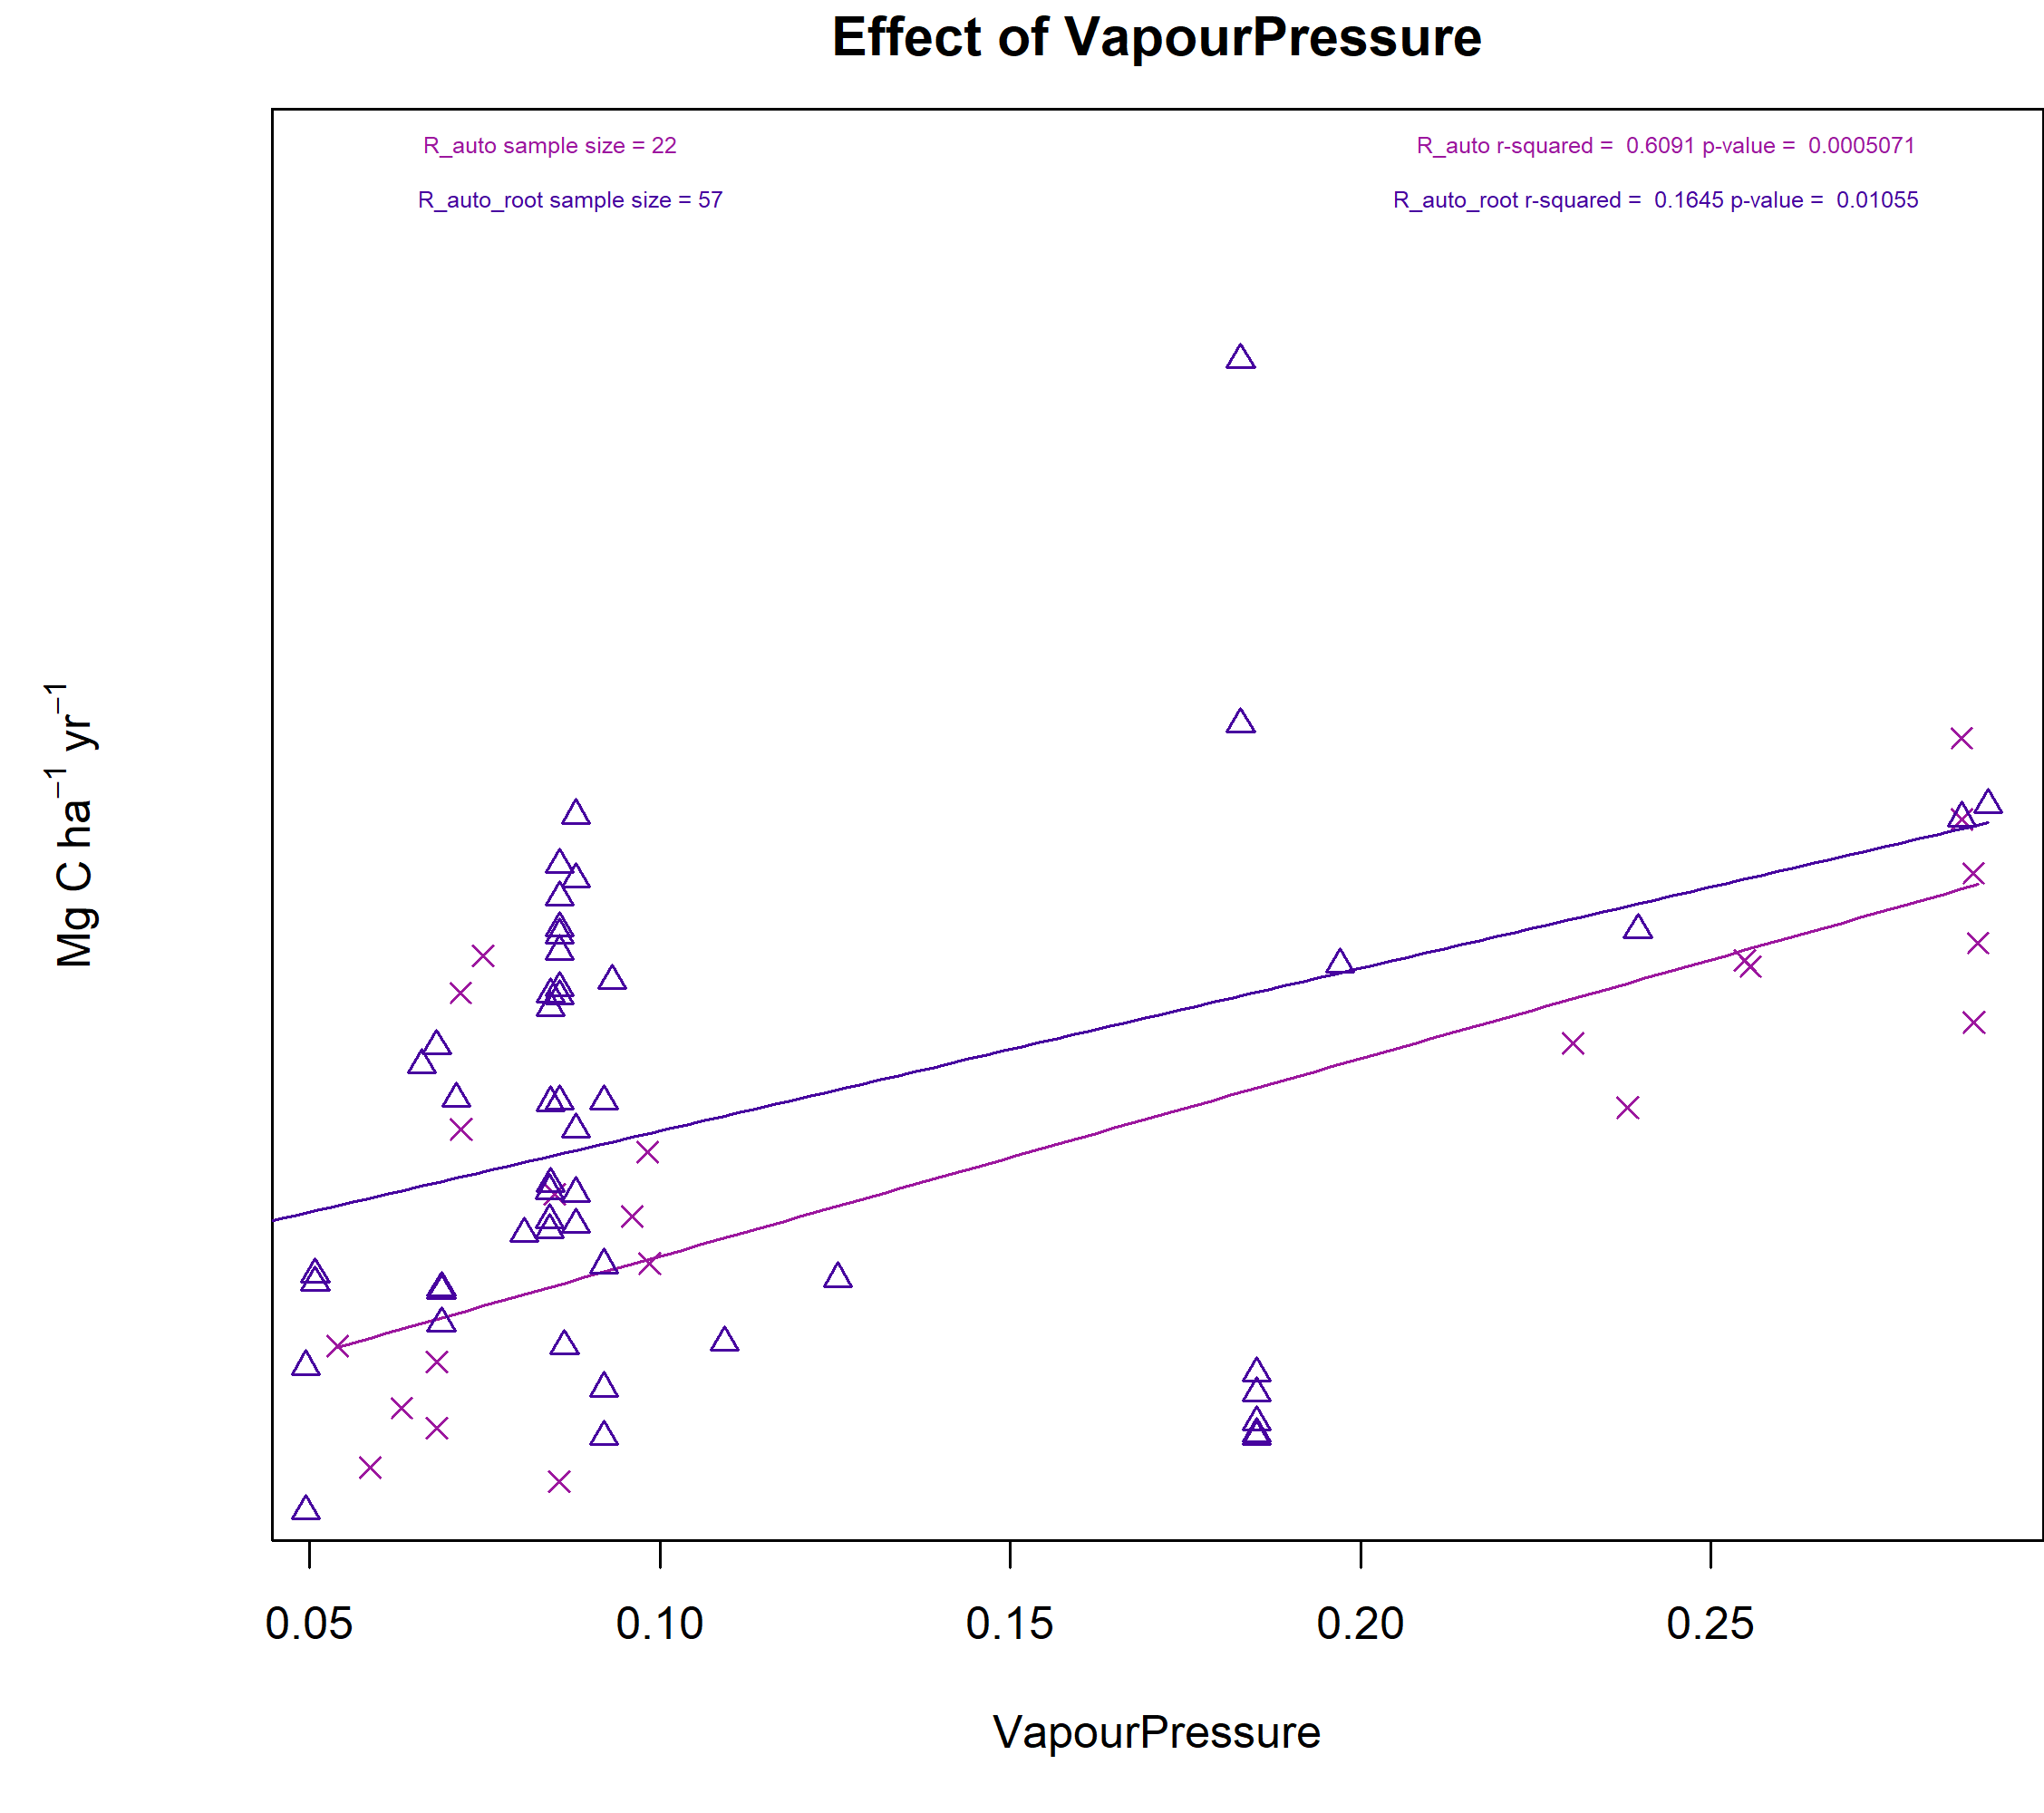 Effect of VapourPressure
R_auto sample size = 22
R_auto r-squared =  0.6091 p-value =  0.0005071
R_auto_root sample size = 57
R_auto_root r-squared =  0.1645 p-value =  0.01055
Mg C ha⁻¹ yr⁻¹
0.05 0.10 0.15 0.20 0.25
VapourPressure